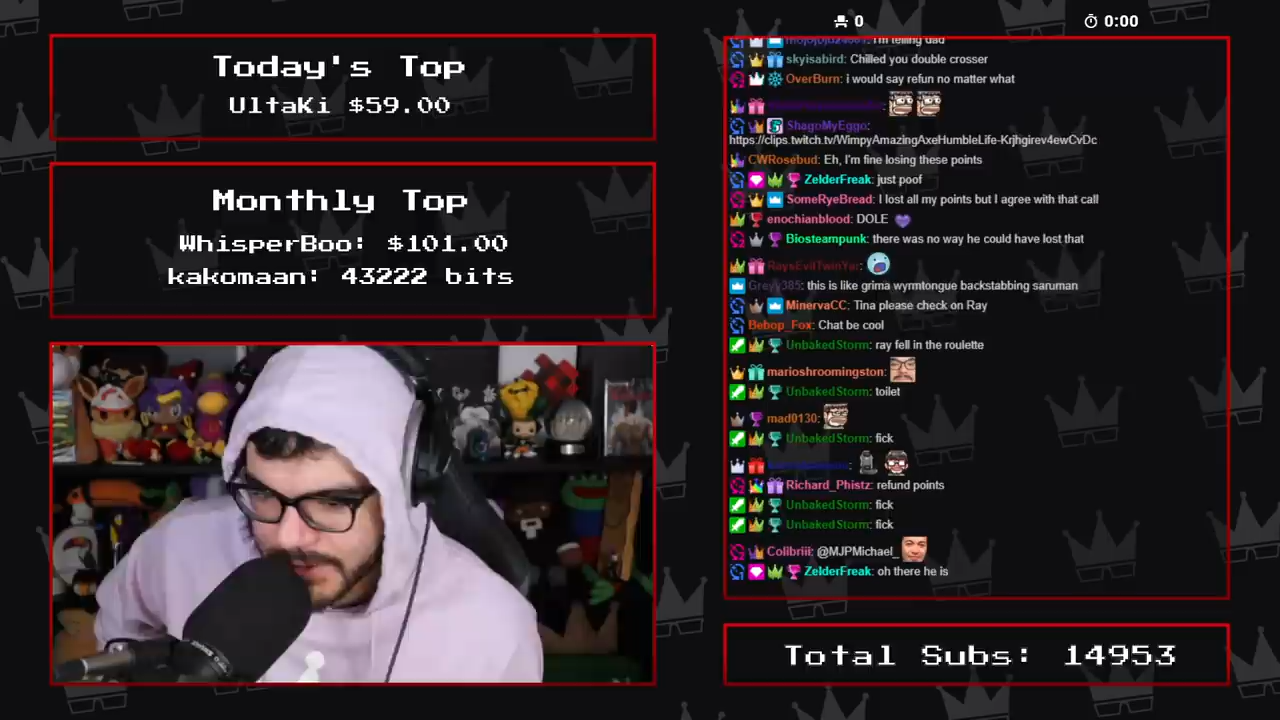 0
0:00
Today's Top
UltaKi $59.00
Monthly Top
WhisperBoo: $101.00
kakomaan: 43222 bits
I'm telling dad
skyisabird: Chilled you double crosser
OverBurn: i would say refun no matter what
ShagoMyEggo:
https://clips.twitch.tv/WimpyAmazingAxeHumbleLife-Krjhgirev4ewCvDc
CWRosebud: Eh, I'm fine losing these points
ZelderFreak: just poof
SomeRyeBread: I lost all my points but I agree with that call
enochianblood: DOLE
Biosteampunk: there was no way he could have lost that
RaysEvilTwinYar:
Greyy385: this is like grima wyrmtongue backstabbing saruman
MinervaCC: Tina please check on Ray
Bebop_Fox: Chat be cool
UnbakedStorm: ray fell in the roulette
marioshroomingston:
UnbakedStorm: toilet
mad0130:
UnbakedStorm: fick
Richard_Phistz: refund points
UnbakedStorm: fick
UnbakedStorm: fick
Colibriii: @MJPMichael_
ZelderFreak: oh there he is
Total Subs: 14953